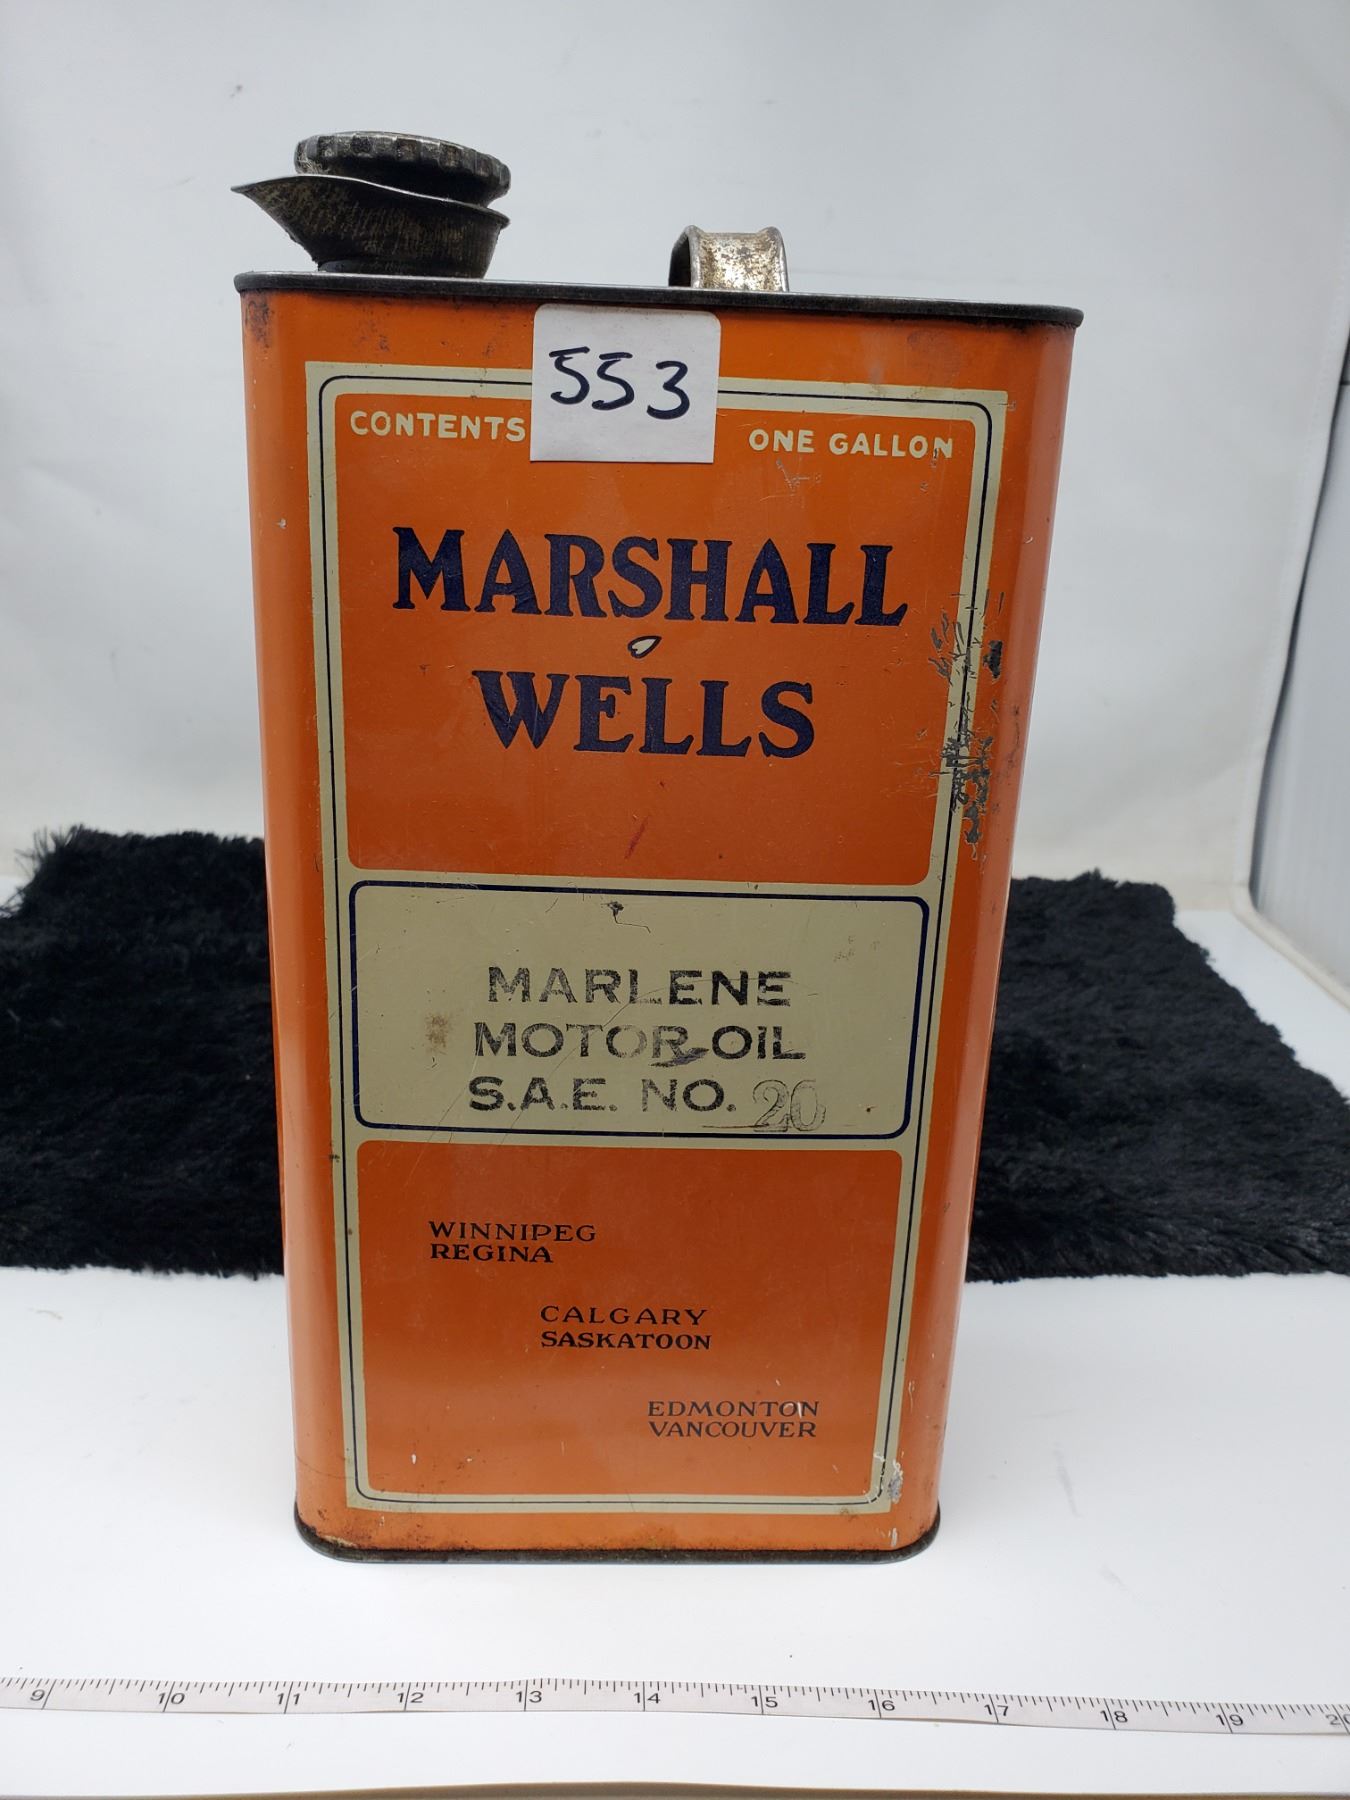 553
CONTENTS ONE GALLON
MARSHALL
WELLS
MARLENE
MOTOR OIL
S.A.E. NO. 20
WINNIPEG
REGINA
CALGARY
SASKATOON
EDMONTON
VANCOUVER
9 10 11 12 13 14 15 16 17 18 19 20